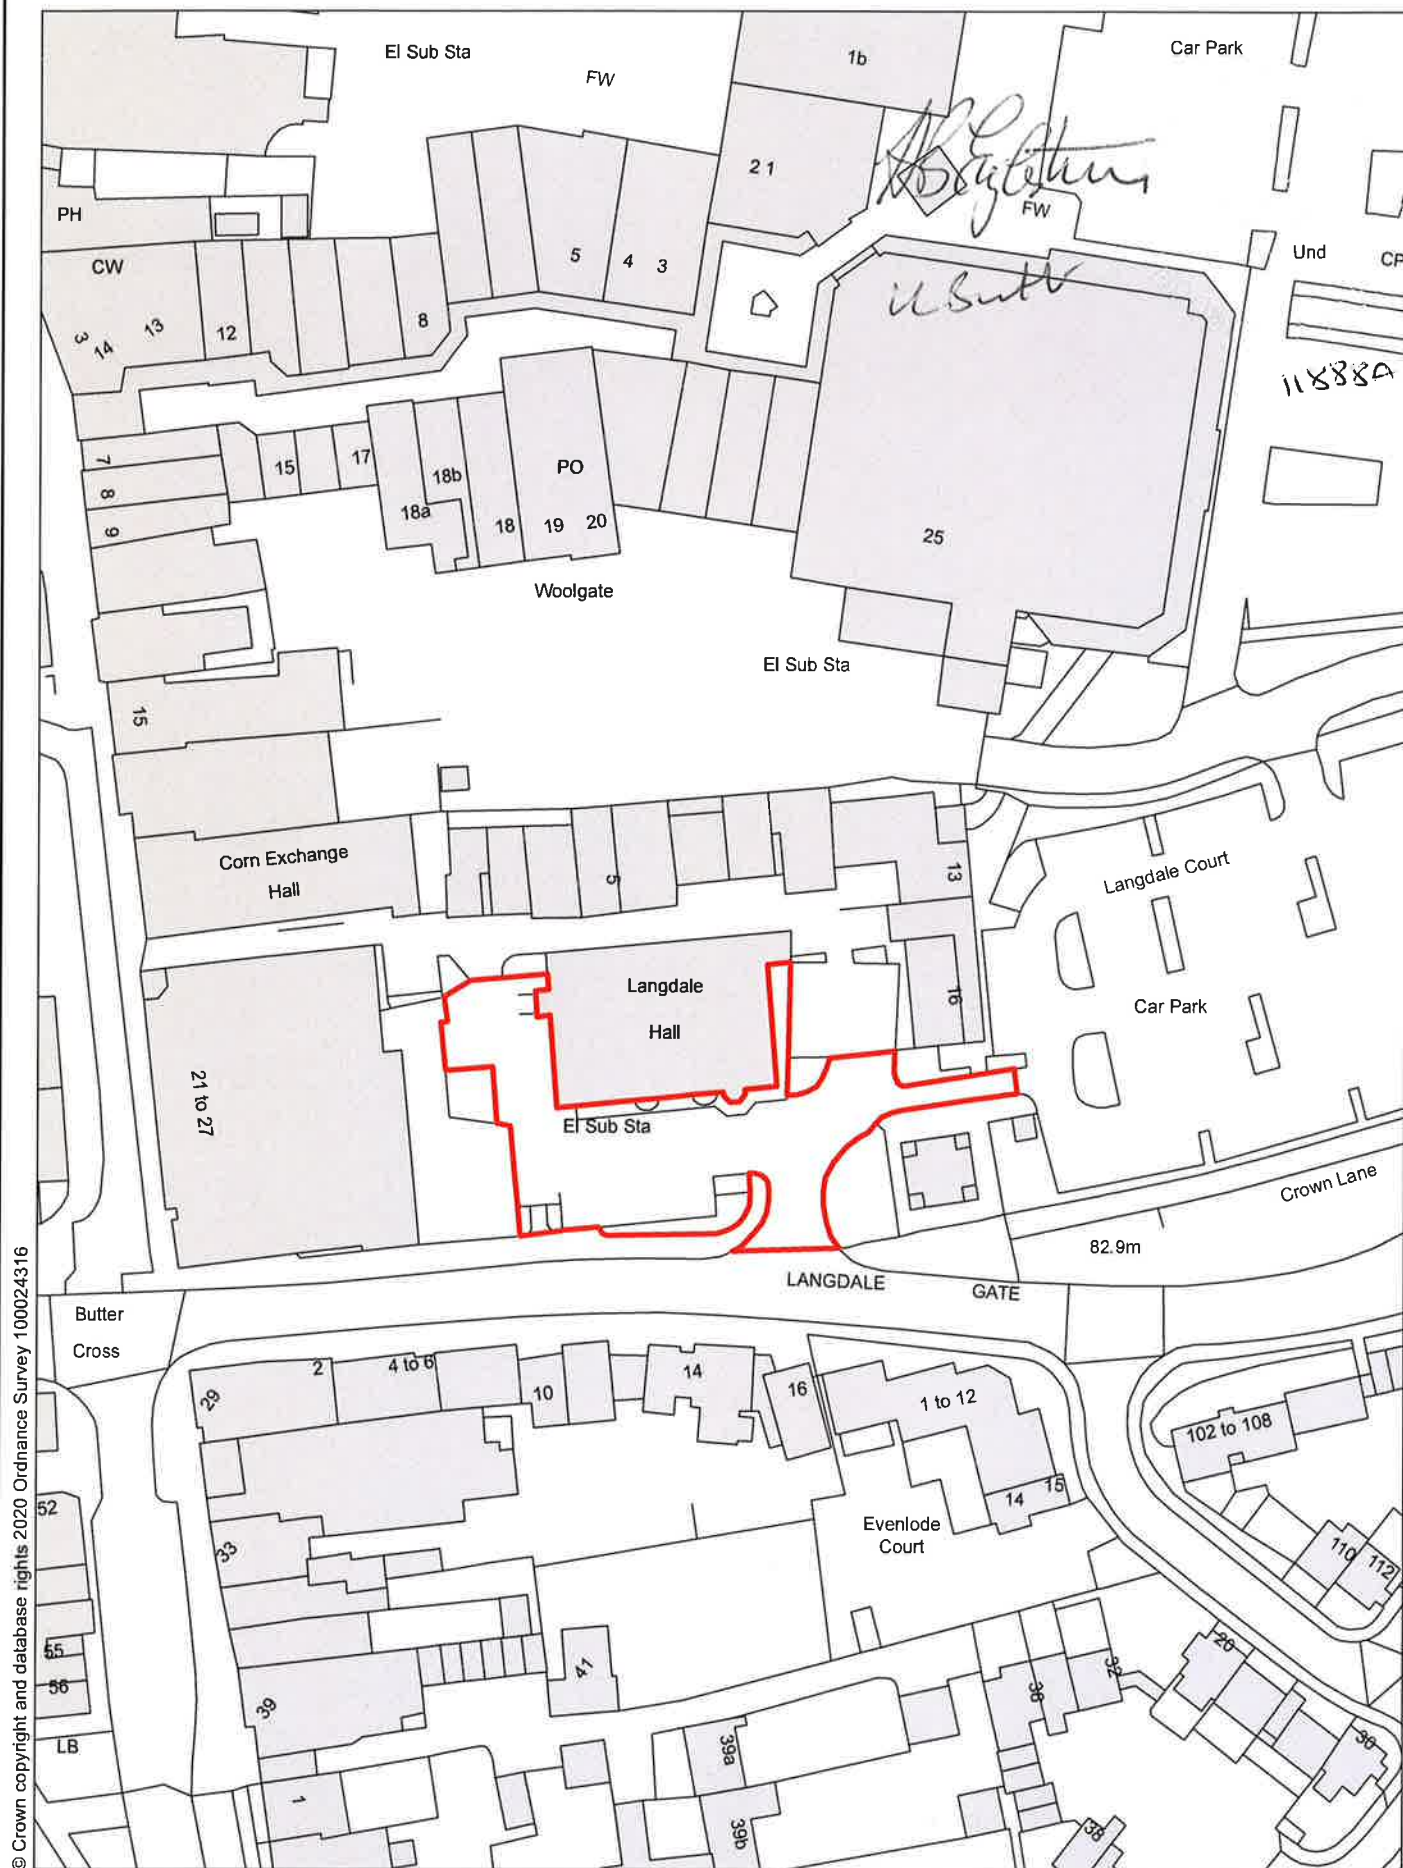 El Sub Sta
FW
1b
Car Park
2 1
FW
PH
Und
CP
CW
3
14
13
12
8
5
4
3
11888A
7
8
9
15
17
18a
18b
18
PO
19
20
25
Woolgate
El Sub Sta
15
Corn Exchange
Hall
5
13
Langdale Court
Langdale
Hall
16
Car Park
21 to 27
El Sub Sta
Crown Lane
82.9m
LANGDALE
GATE
Butter
Cross
29
2
4 to 6
10
14
16
1 to 12
14
15
102 to 108
110
112
52
33
Evenlode
Court
55
56
39
41
36
32
20
30
LB
1
39a
39b
38
© Crown copyright and database rights 2020 Ordnance Survey 100024316